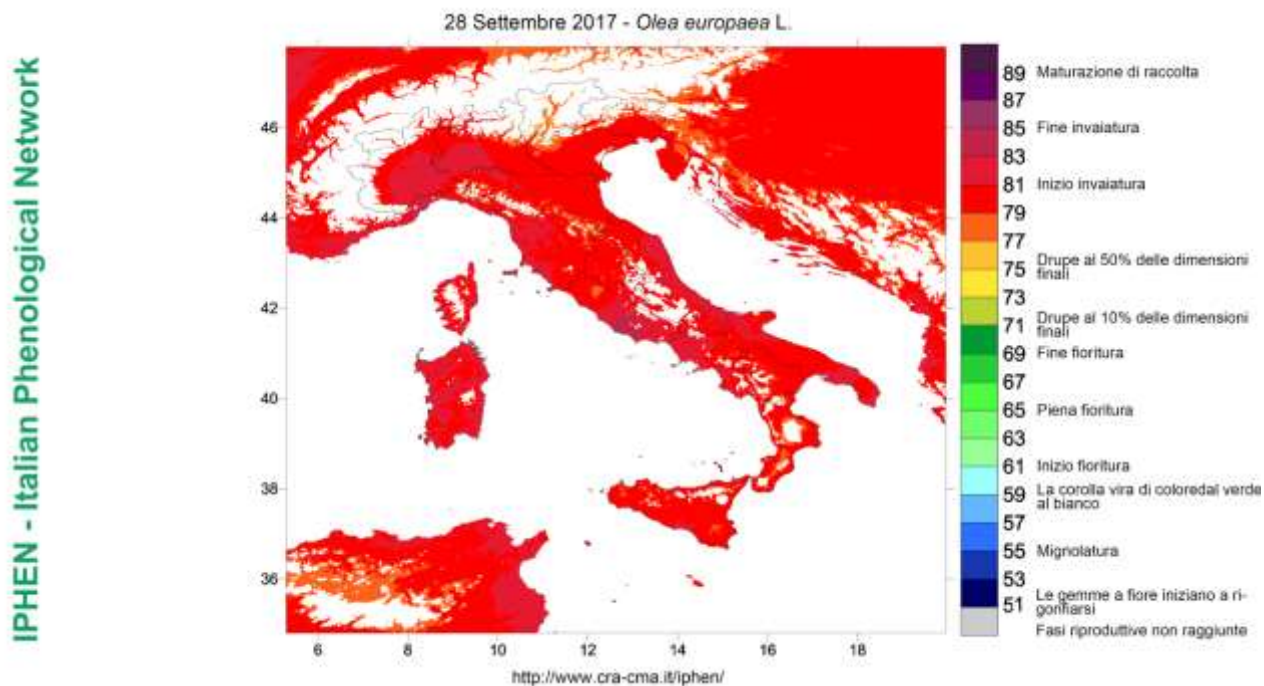 IPHEN - Italian Phenological Network
28 Settembre 2017 - Olea europaea L.
46
44
42
40
38
36
6
8
10
12
14
16
18
http://www.cra-cma.it/iphen/
89 Maturazione di raccolta
87
85 Fine invaiatura
83
81 Inizio invaiatura
79
77
Drupe al 50% delle dimensioni
75 finali
73
Drupe al 10% delle dimensioni
71 finali
69 Fine fioritura
67
65 Piena fioritura
63
61 Inizio fioritura
59 La corolla vira di coloredal verde
al bianco
57
55 Mignolatura
53
Le gemme a fiore iniziano a ri-
51 gonfiarsi
Fasi riproduttive non raggiunte